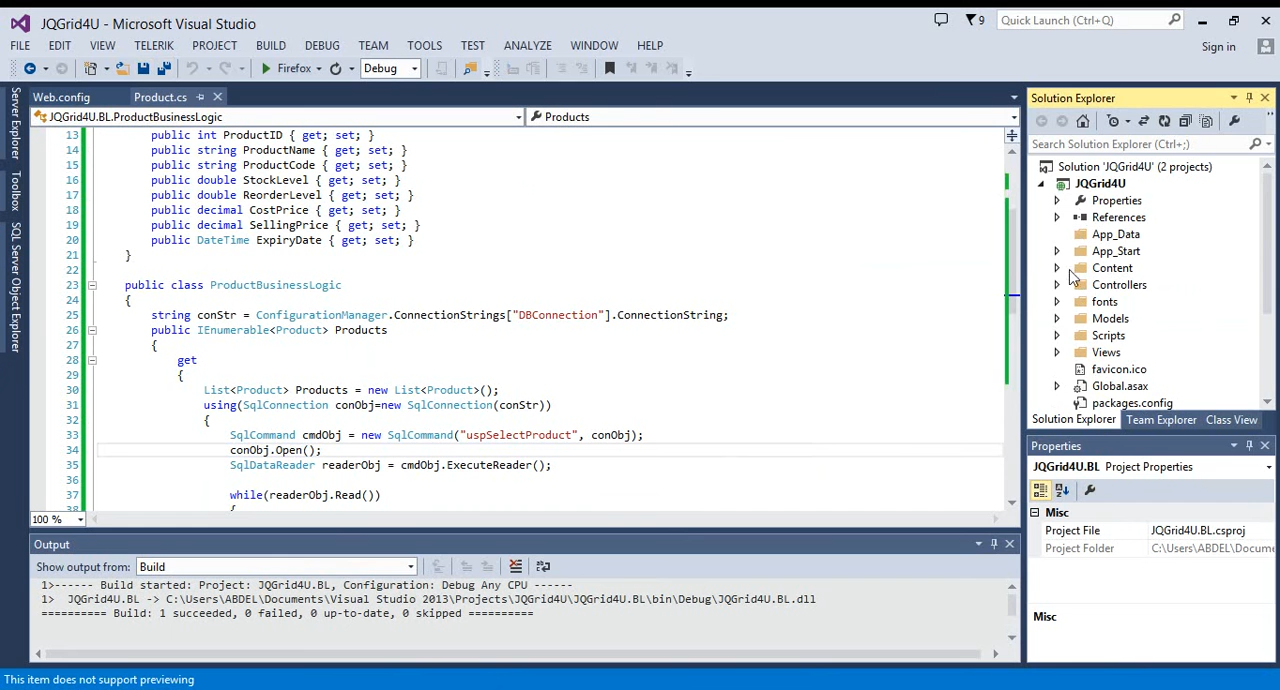 JQGrid4U - Microsoft Visual Studio
9
Quick Launch (Ctrl+Q)
FILE EDIT VIEW TELERIK PROJECT BUILD DEBUG TEAM TOOLS TEST ANALYZE WINDOW HELP
Sign in
Firefox
Debug
Server Explorer
Toolbox
SQL Server Object Explorer
Web.config
Product.cs
JQGrid4U.BL.ProductBusinessLogic
Products
13 public int ProductID { get; set; }
14 public string ProductName { get; set; }
15 public string ProductCode { get; set; }
16 public double StockLevel { get; set; }
17 public double ReorderLevel { get; set; }
18 public decimal CostPrice { get; set; }
19 public decimal SellingPrice { get; set; }
20 public DateTime ExpiryDate { get; set; }
21 }
22
23 public class ProductBusinessLogic
24 {
25 string conStr = ConfigurationManager.ConnectionStrings["DBConnection"].ConnectionString;
26 public IEnumerable<Product> Products
27 {
28 get
29 {
30 List<Product> Products = new List<Product>();
31 using(SqlConnection conObj=new SqlConnection(conStr))
32 {
33 SqlCommand cmdObj = new SqlCommand("uspSelectProduct", conObj);
34 conObj.Open();
35 SqlDataReader readerObj = cmdObj.ExecuteReader();
36
37 while(readerObj.Read())
38 {
100 %
Output
Show output from: Build
1>------ Build started: Project: JQGrid4U.BL, Configuration: Debug Any CPU ------
1> JQGrid4U.BL -> C:\Users\ABDEL\Documents\Visual Studio 2013\Projects\JQGrid4U\JQGrid4U.BL\bin\Debug\JQGrid4U.BL.dll
========== Build: 1 succeeded, 0 failed, 0 up-to-date, 0 skipped ==========
Solution Explorer
Search Solution Explorer (Ctrl+;)
Solution 'JQGrid4U' (2 projects)
JQGrid4U
Properties
References
App_Data
App_Start
Content
Controllers
fonts
Models
Scripts
Views
favicon.ico
Global.asax
packages.config
Solution Explorer Team Explorer Class View
Properties
JQGrid4U.BL Project Properties
Misc
Project File JQGrid4U.BL.csproj
Project Folder C:\Users\ABDEL\Docume
Misc
This item does not support previewing